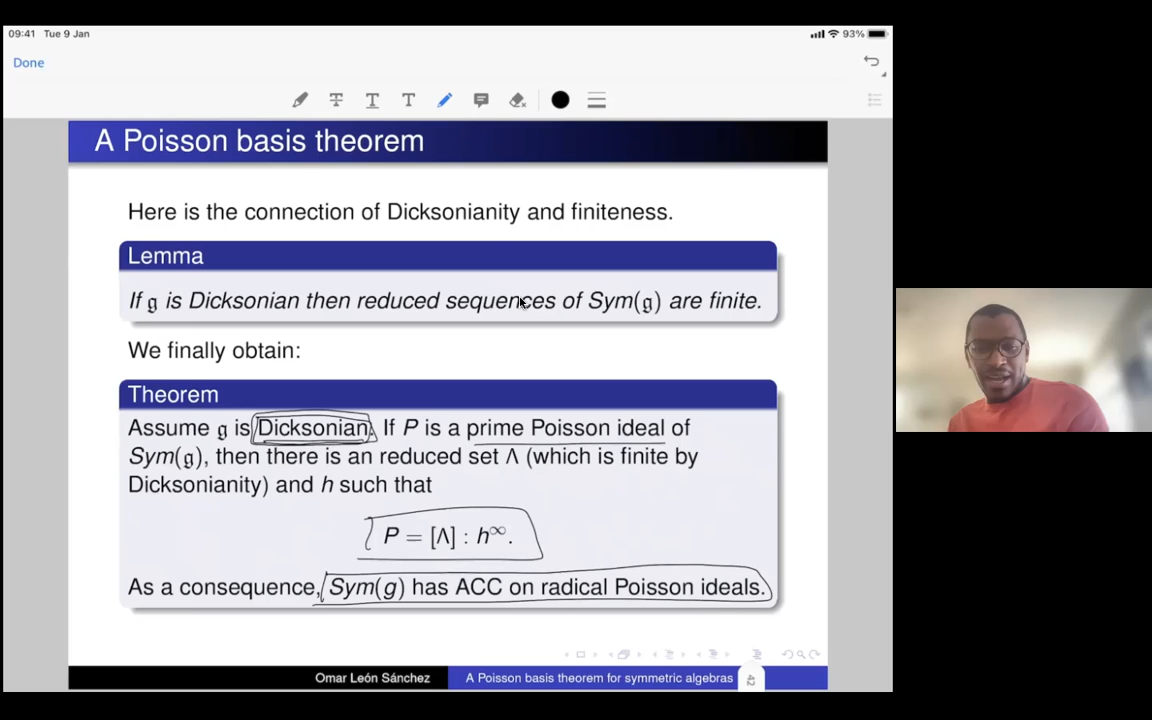 09:41 Tue 9 Jan
93%
Done
A Poisson basis theorem
Here is the connection of Dicksonianity and finiteness.
Lemma
If 𝔤 is Dicksonian then reduced sequences of Sym(𝔤) are finite.
We finally obtain:
Theorem
Assume 𝔤 is Dicksonian. If P is a prime Poisson ideal of
Sym(𝔤), then there is an reduced set Λ (which is finite by
Dicksonianity) and h such that
P = [Λ] : h^∞.
As a consequence, Sym(g) has ACC on radical Poisson ideals.
Omar León Sánchez
A Poisson basis theorem for symmetric algebras
42